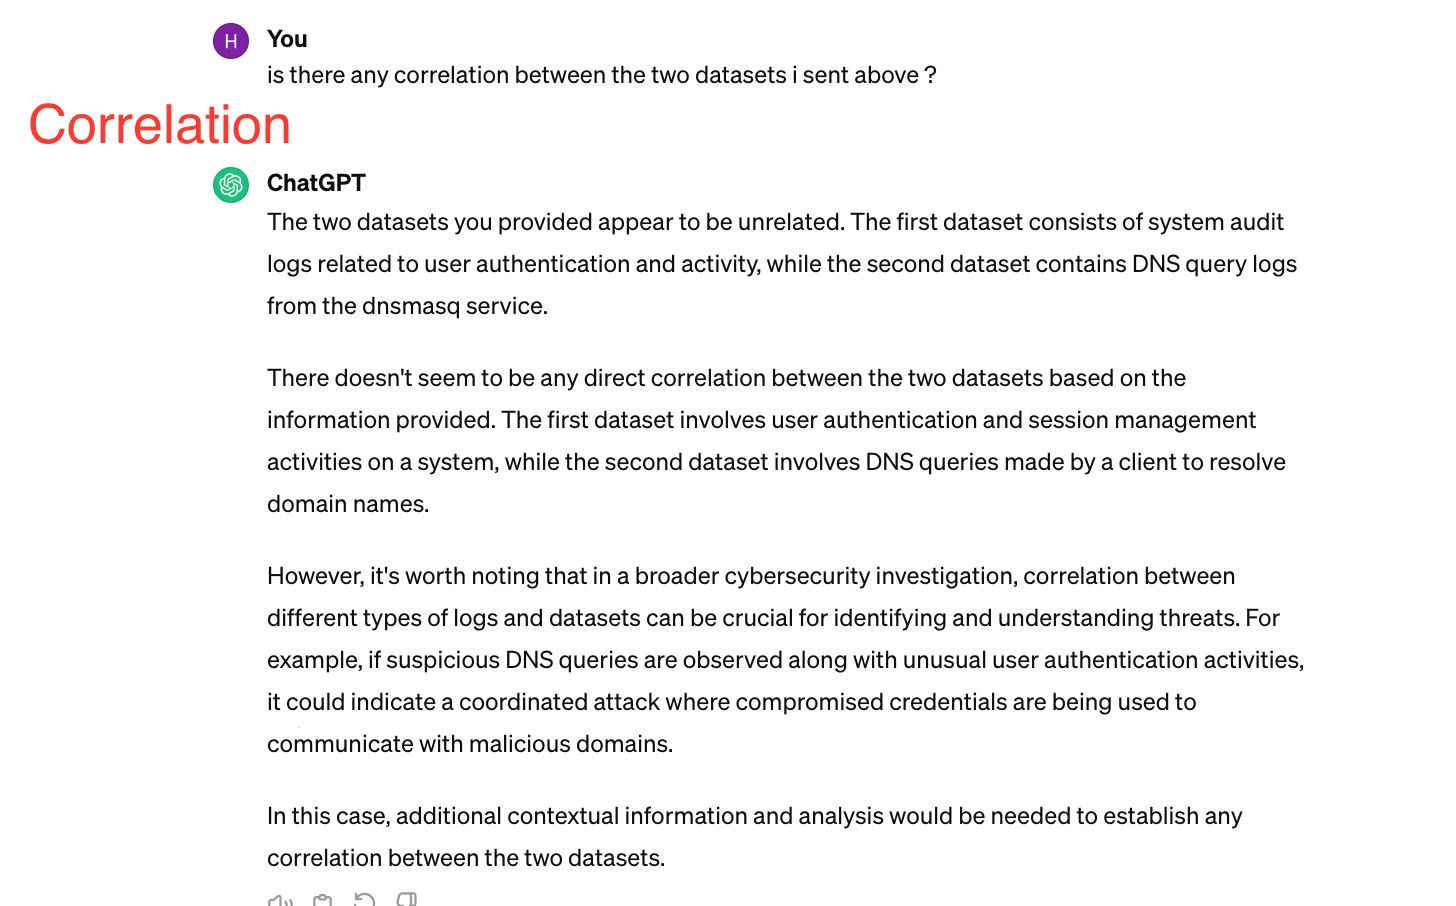 H
You
is there any correlation between the two datasets i sent above ?
Correlation
ChatGPT
The two datasets you provided appear to be unrelated. The first dataset consists of system audit
logs related to user authentication and activity, while the second dataset contains DNS query logs
from the dnsmasq service.
There doesn't seem to be any direct correlation between the two datasets based on the
information provided. The first dataset involves user authentication and session management
activities on a system, while the second dataset involves DNS queries made by a client to resolve
domain names.
However, it's worth noting that in a broader cybersecurity investigation, correlation between
different types of logs and datasets can be crucial for identifying and understanding threats. For
example, if suspicious DNS queries are observed along with unusual user authentication activities,
it could indicate a coordinated attack where compromised credentials are being used to
communicate with malicious domains.
In this case, additional contextual information and analysis would be needed to establish any
correlation between the two datasets.